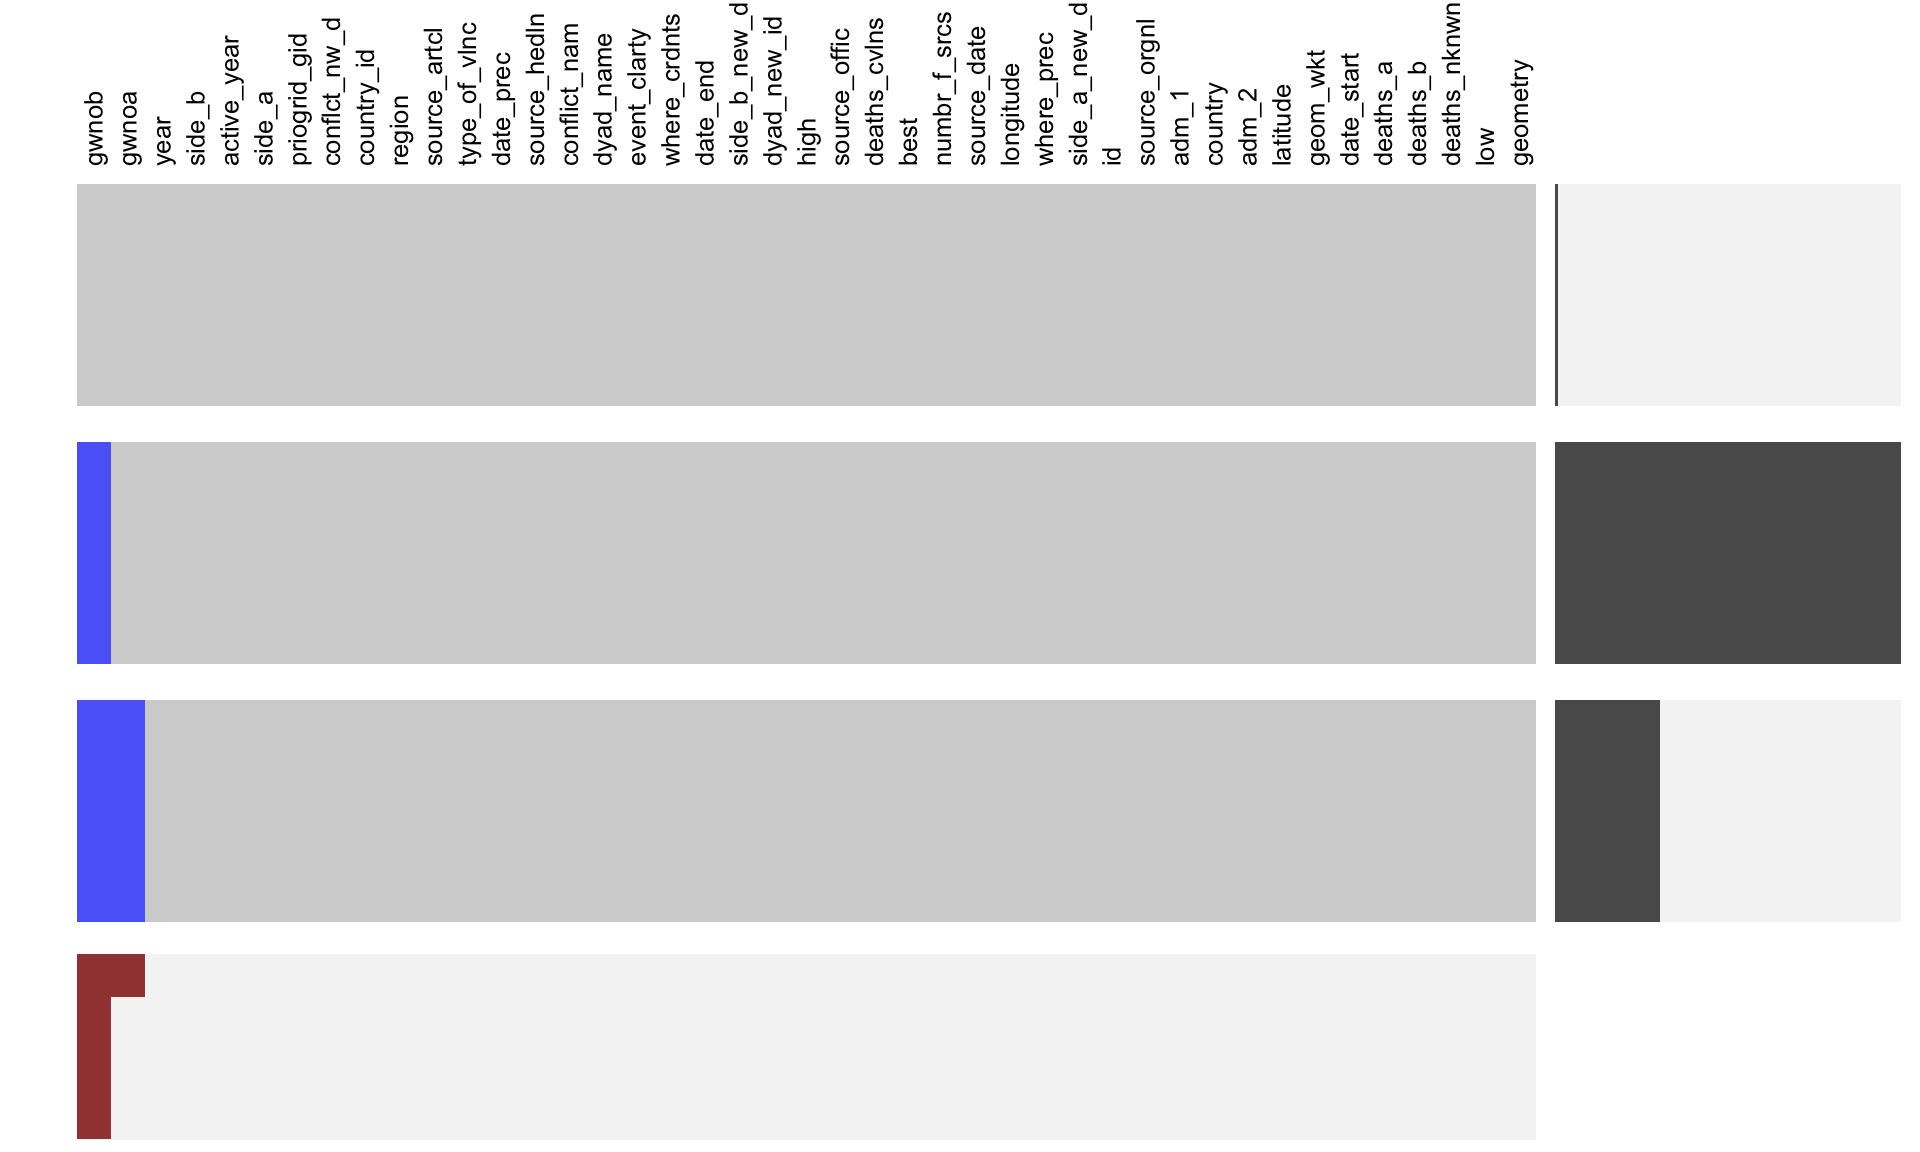 gwnob
gwnoa
year
side_b
active_year
side_a
priogrid_gid
conflct_nw_d
country_id
region
source_artcl
type_of_vlnc
date_prec
source_hedln
conflict_nam
dyad_name
event_clarty
where_crdnts
date_end
side_b_new_d
dyad_new_id
high
source_offic
deaths_cvlns
best
numbr_f_srcs
source_date
longitude
where_prec
side_a_new_d
id
source_orgnl
adm_1
country
adm_2
latitude
geom_wkt
date_start
deaths_a
deaths_b
deaths_nknwn
low
geometry